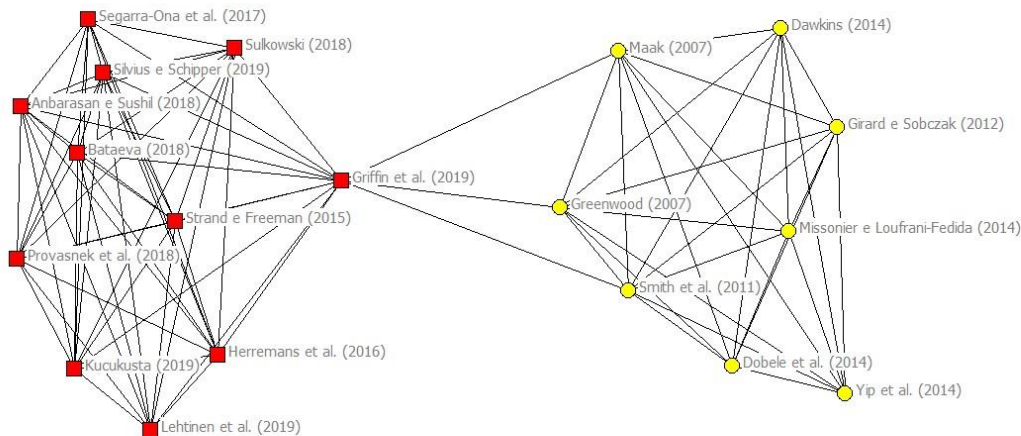 Segarra-Ona et al. (2017)
Dawkins (2014)
Sulkowski (2018)
Maak (2007)
Silvius e Schipper (2019)
Anbarasan e Sushil (2018)
Girard e Sobczak (2012)
Bataeva (2018)
Griffin et al. (2019)
Greenwood (2007)
Strand e Freeman (2015)
Missonier e Loufrani-Fedida (2014)
Provasnek et al. (2018)
Smith et al. (2011)
Herremans et al. (2016)
Dobele et al. (2014)
Kucukusta (2019)
Yip et al. (2014)
Lehtinen et al. (2019)